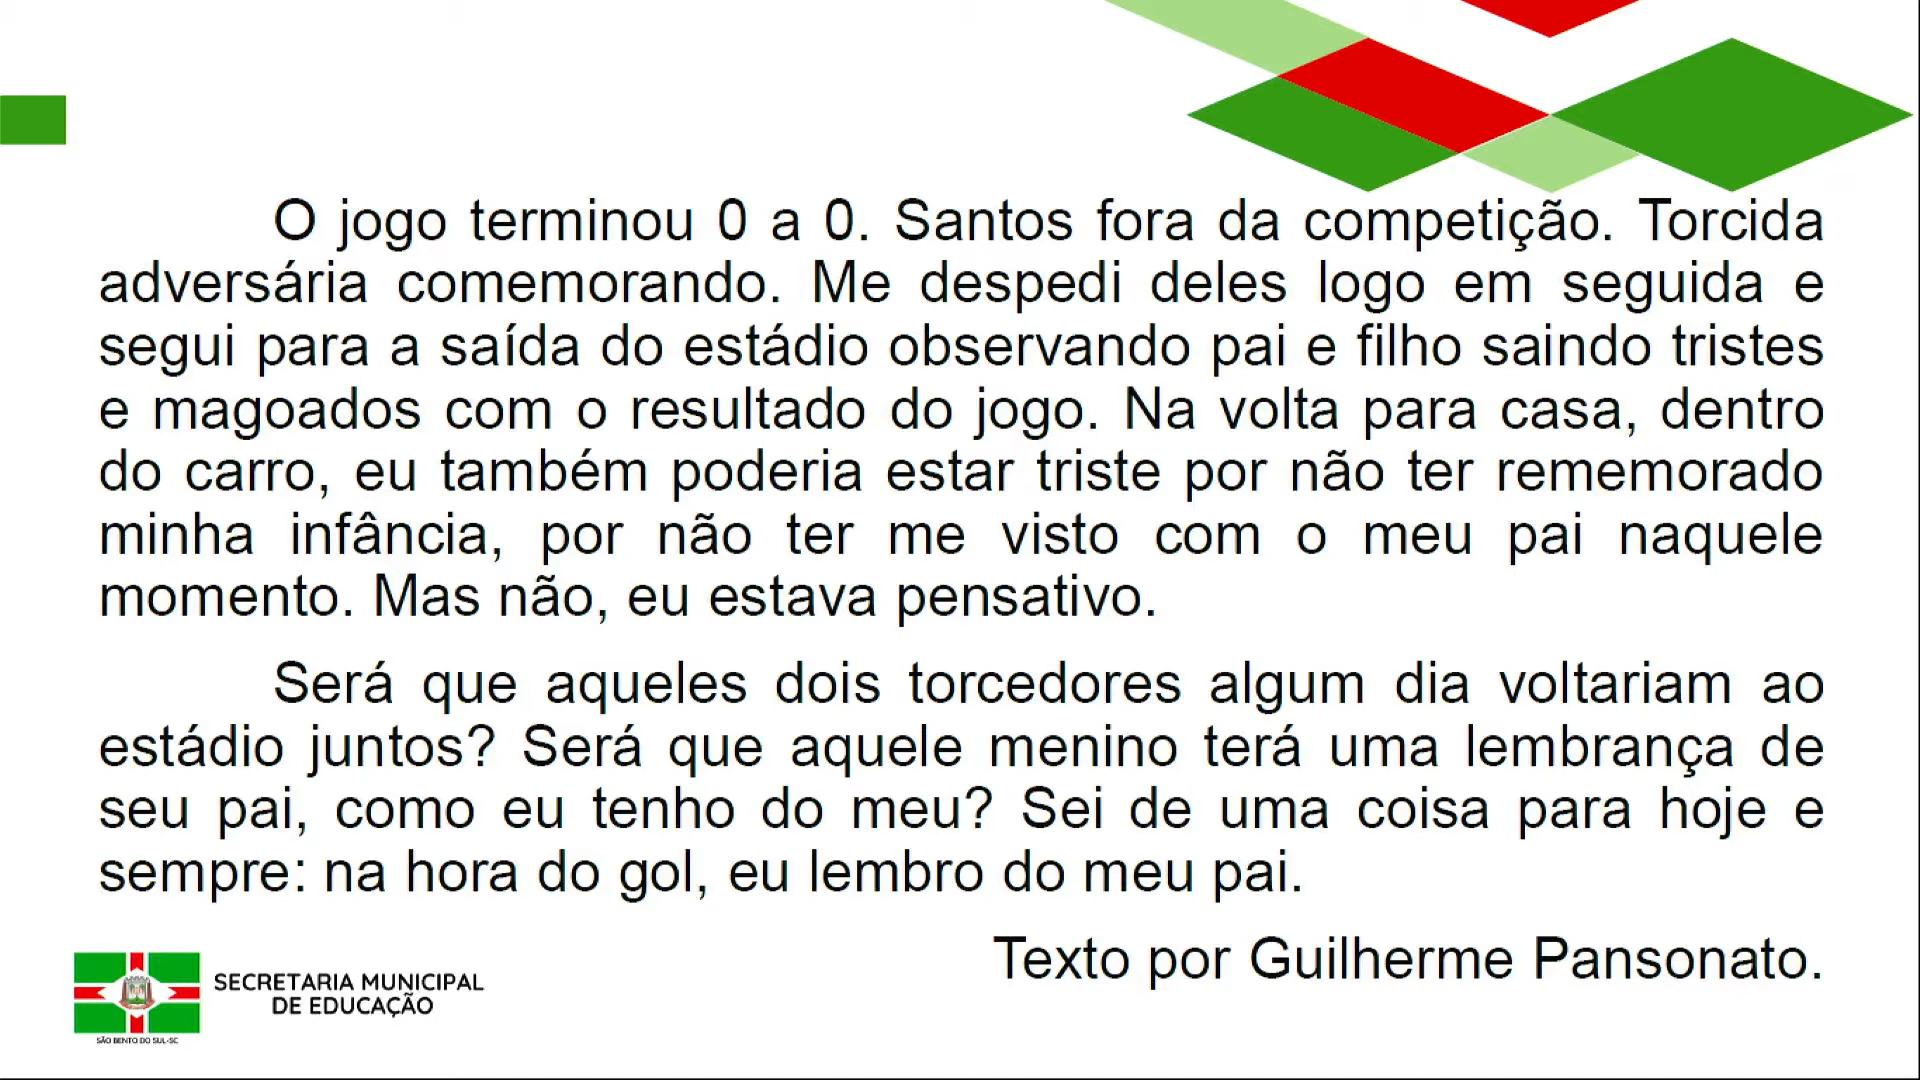 O jogo terminou 0 a 0. Santos fora da competição. Torcida
adversária comemorando. Me despedi deles logo em seguida e
segui para a saída do estádio observando pai e filho saindo tristes
e magoados com o resultado do jogo. Na volta para casa, dentro
do carro, eu também poderia estar triste por não ter rememorado
minha infância, por não ter me visto com o meu pai naquele
momento. Mas não, eu estava pensativo.
Será que aqueles dois torcedores algum dia voltariam ao
estádio juntos? Será que aquele menino terá uma lembrança de
seu pai, como eu tenho do meu? Sei de uma coisa para hoje e
sempre: na hora do gol, eu lembro do meu pai.
Texto por Guilherme Pansonato.
SECRETARIA MUNICIPAL
DE EDUCAÇÃO
SÃO BENTO DO SUL-SC